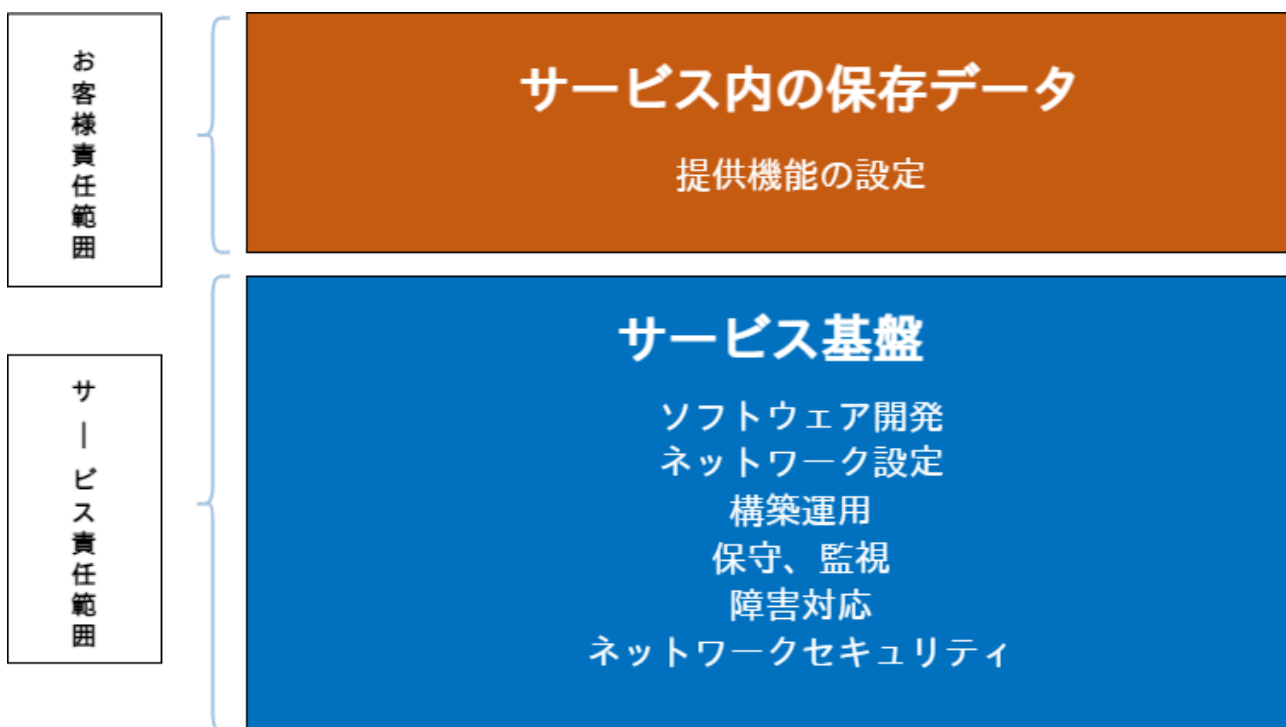 お客様責任範囲
サービス内の保存データ
提供機能の設定
サービス責任範囲
サービス基盤
ソフトウェア開発
ネットワーク設定
構築運用
保守、監視
障害対応
ネットワークセキュリティ